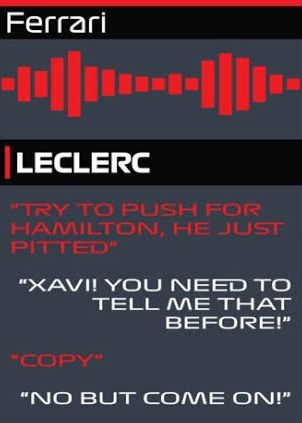 Ferrari
LECLERC
"TRY TO PUSH FOR
HAMILTON, HE JUST
PITTED"
"XAVI! YOU NEED TO
TELL ME THAT
BEFORE!"
"COPY"
"NO BUT COME ON!"